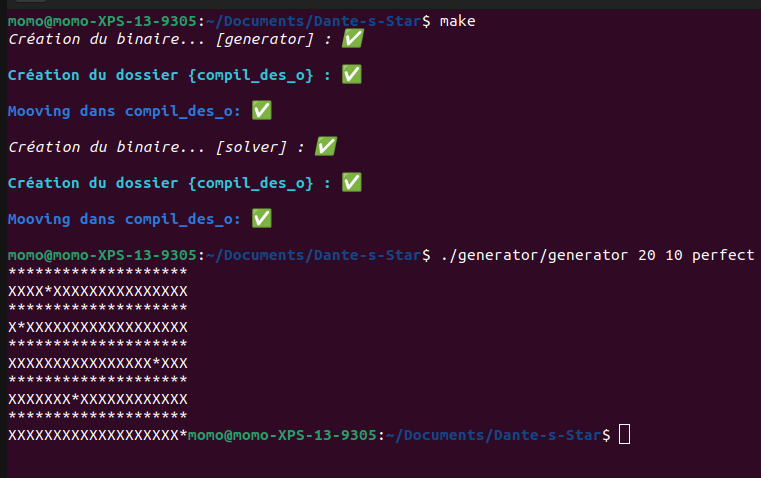 momo@momo-XPS-13-9305:~/Documents/Dante-s-Star$ make
Création du binaire... [generator] : ✅
Création du dossier {compil_des_o} : ✅
Mooving dans compil_des_o: ✅
Création du binaire... [solver] : ✅
Création du dossier {compil_des_o} : ✅
Mooving dans compil_des_o: ✅
momo@momo-XPS-13-9305:~/Documents/Dante-s-Star$ ./generator/generator 20 10 perfect
********************
XXXX*XXXXXXXXXXXXXXX
********************
X*XXXXXXXXXXXXXXXXXX
********************
XXXXXXXXXXXXXXXX*XXX
********************
XXXXXXX*XXXXXXXXXXXX
********************
XXXXXXXXXXXXXXXXXXX*momo@momo-XPS-13-9305:~/Documents/Dante-s-Star$